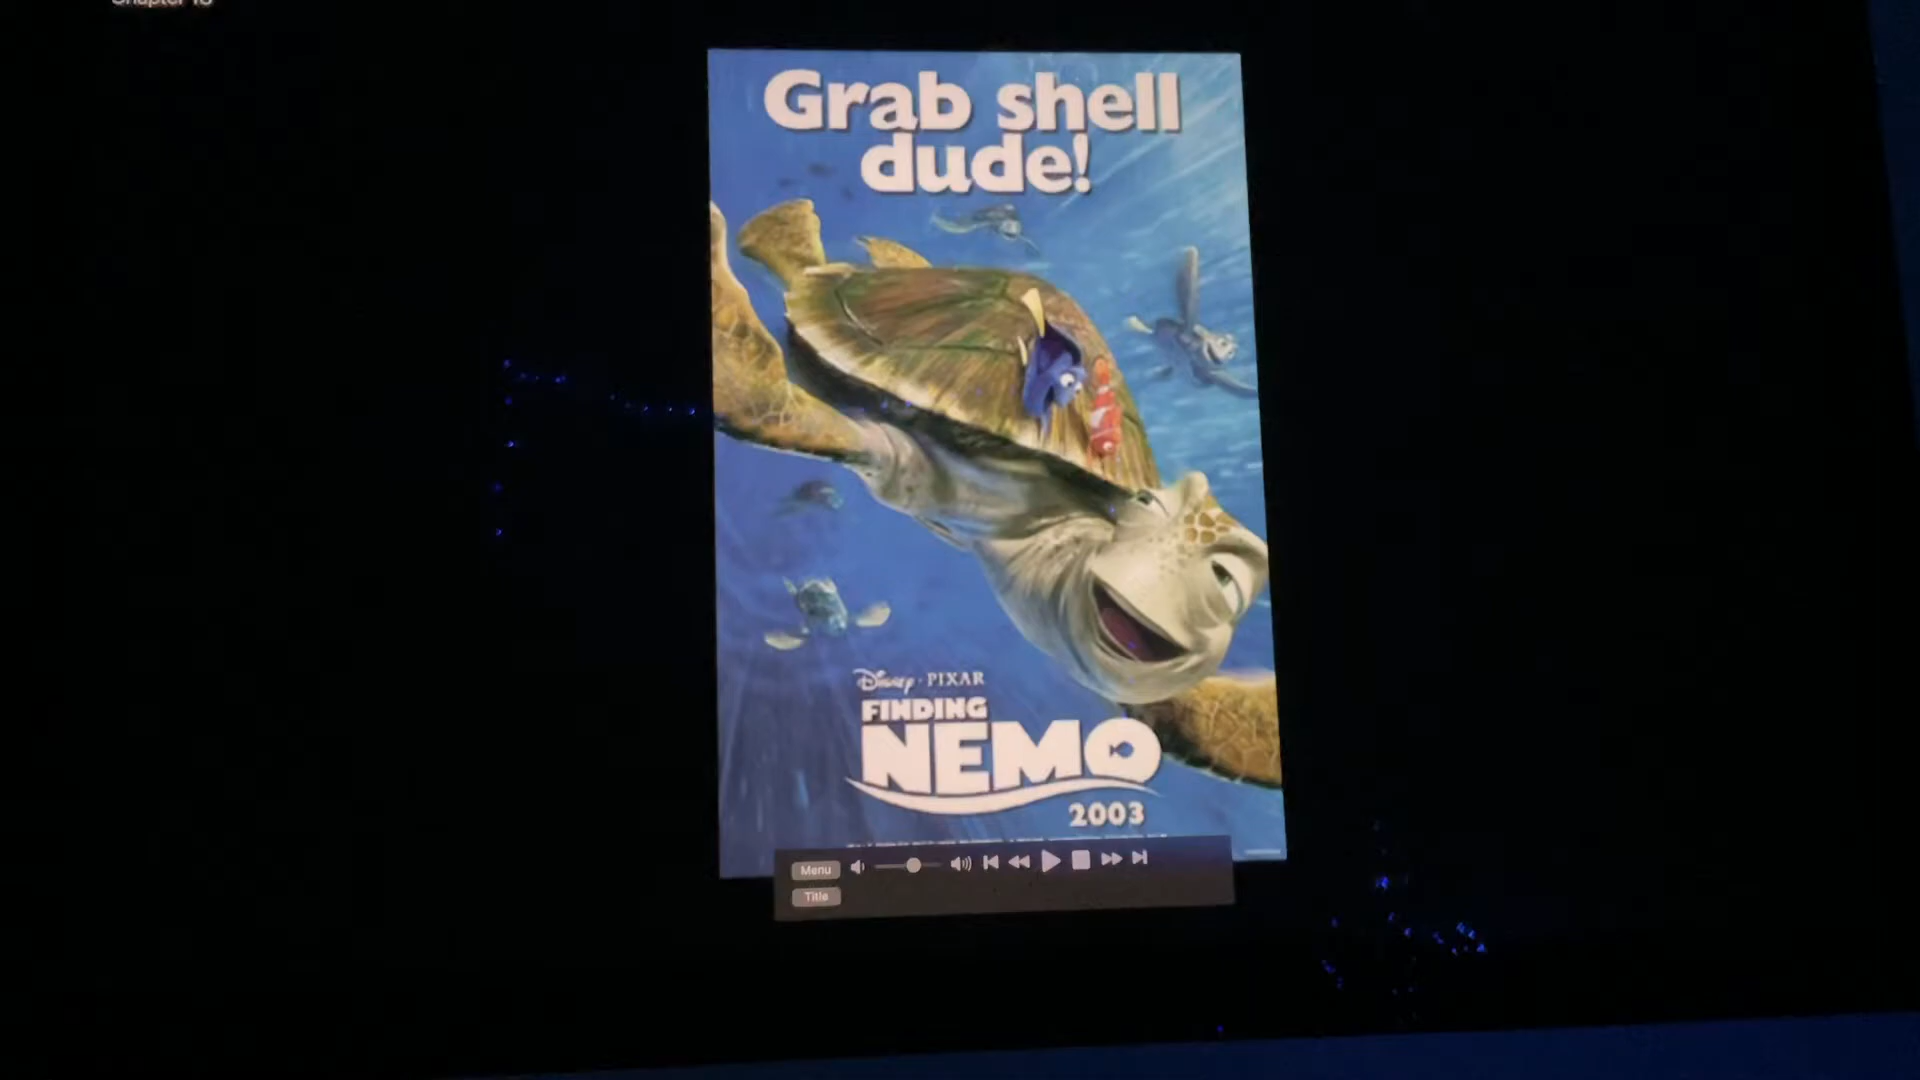 Grab shell
dude!
Disney · PIXAR
FINDING
NEMO
2003
Menu
Title